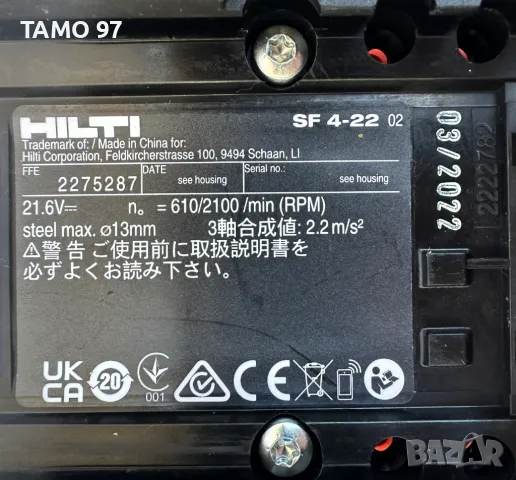 TAMO 97
HILTI SF 4-22 02
Trademark of: / Made in China for:
Hilti Corporation, Feldkircherstrasse 100, 9494 Schaan, LI
FFE 2275287 DATE see housing Serial no.: see housing
21.6V⎓ n₀ = 610/2100 /min (RPM)
steel max. ø13mm 3軸合成値: 2.2 m/s²
⚠警 告 ご使用前に取扱説明書を
必ずよくお読み下さい。
UK
CA
20
001
CE
03/2022
2222782
BAZAR